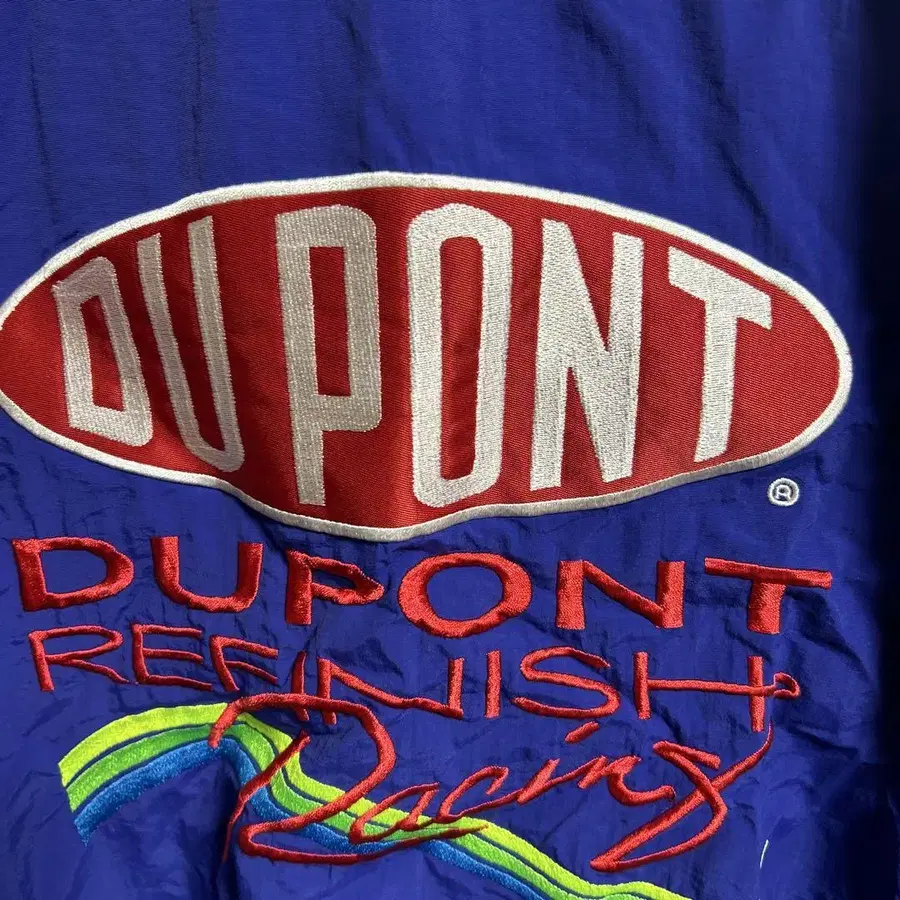 DUPONT
®
DUPONT
REFINISH
Racing